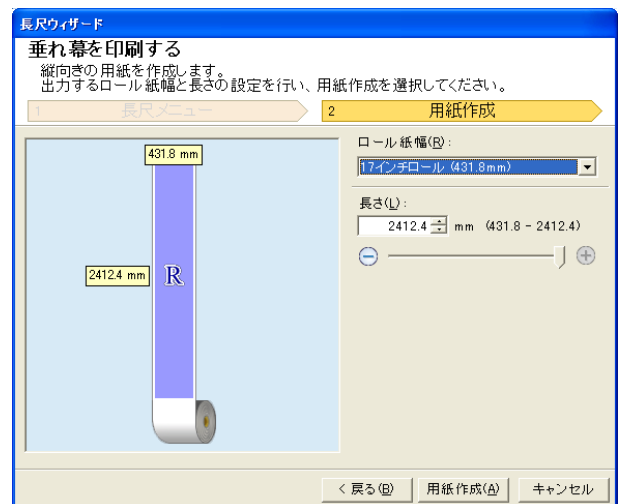 長尺ウィザード
垂れ幕を印刷する
縦向きの用紙を作成します。
出力するロール紙幅と長さの設定を行い、用紙作成を選択してください。
1 長尺メニュー
2 用紙作成
431.8 mm
2412.4 mm
R
ロール紙幅(R):
17インチロール (431.8mm)
長さ(L):
2412.4 mm (431.8 - 2412.4)
< 戻る(B)
用紙作成(A)
キャンセル